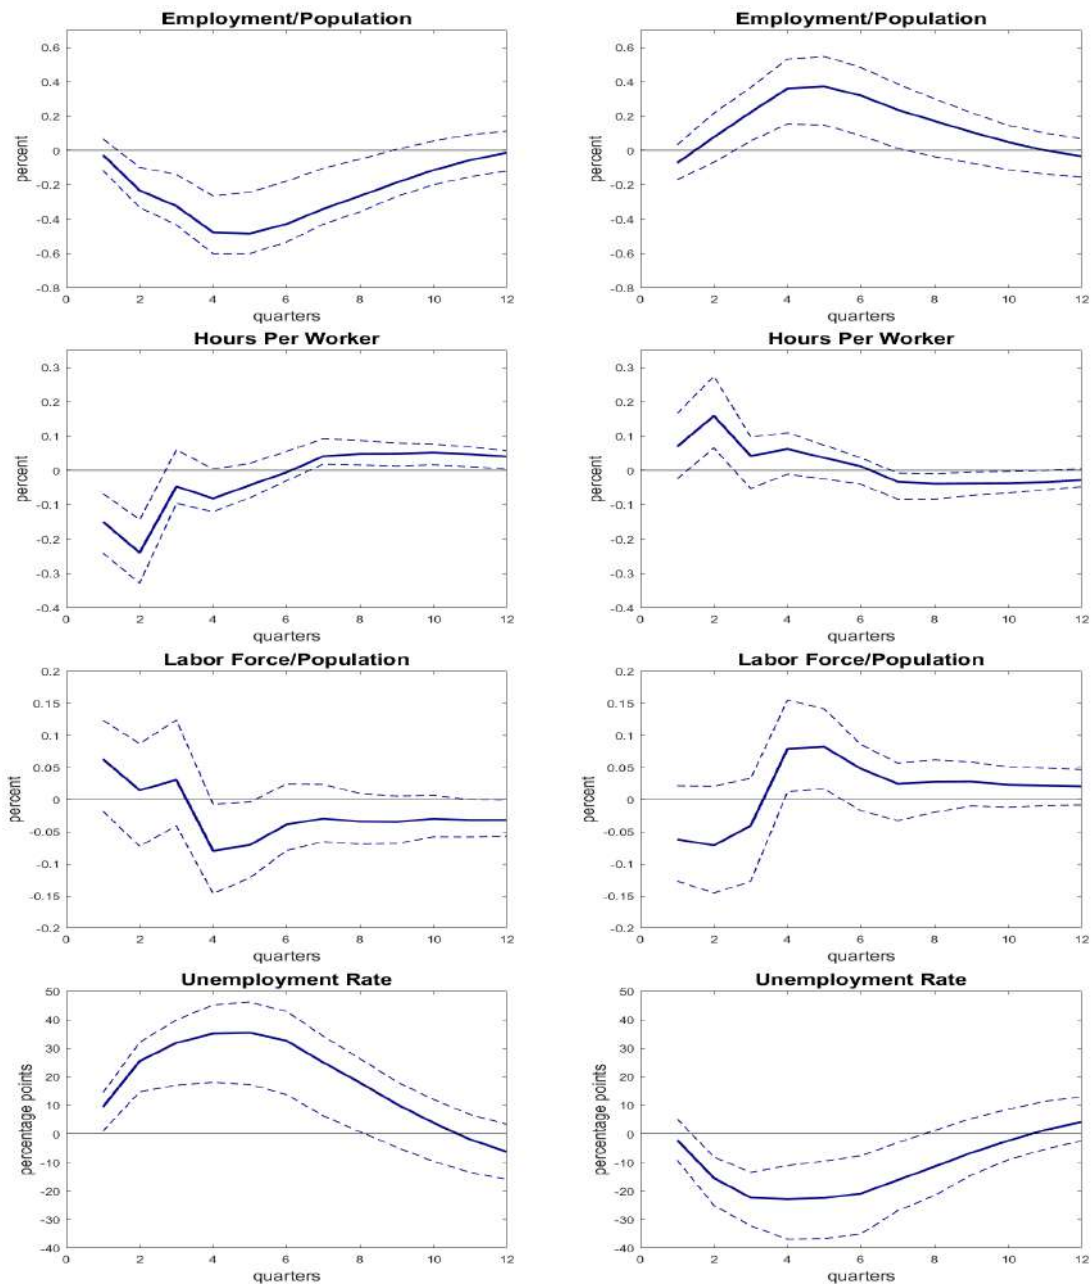 Employment/Population
0.6
0.4
0.2
0
-0.2
-0.4
-0.6
-0.8
percent
0 2 4 6 8 10 12
quarters
Employment/Population
0.6
0.4
0.2
0
-0.2
-0.4
-0.6
-0.8
percent
0 2 4 6 8 10 12
quarters
Hours Per Worker
0.3
0.2
0.1
0
-0.1
-0.2
-0.3
-0.4
percent
0 2 4 6 8 10 12
quarters
Hours Per Worker
0.3
0.2
0.1
0
-0.1
-0.2
-0.3
-0.4
percent
0 2 4 6 8 10 12
quarters
Labor Force/Population
0.2
0.15
0.1
0.05
0
-0.05
-0.1
-0.15
-0.2
percent
0 2 4 6 8 10 12
quarters
Labor Force/Population
0.2
0.15
0.1
0.05
0
-0.05
-0.1
-0.15
-0.2
percent
0 2 4 6 8 10 12
quarters
Unemployment Rate
50
40
30
20
10
0
-10
-20
-30
-40
percentage points
0 2 4 6 8 10 12
quarters
Unemployment Rate
50
40
30
20
10
0
-10
-20
-30
-40
percentage points
0 2 4 6 8 10 12
quarters